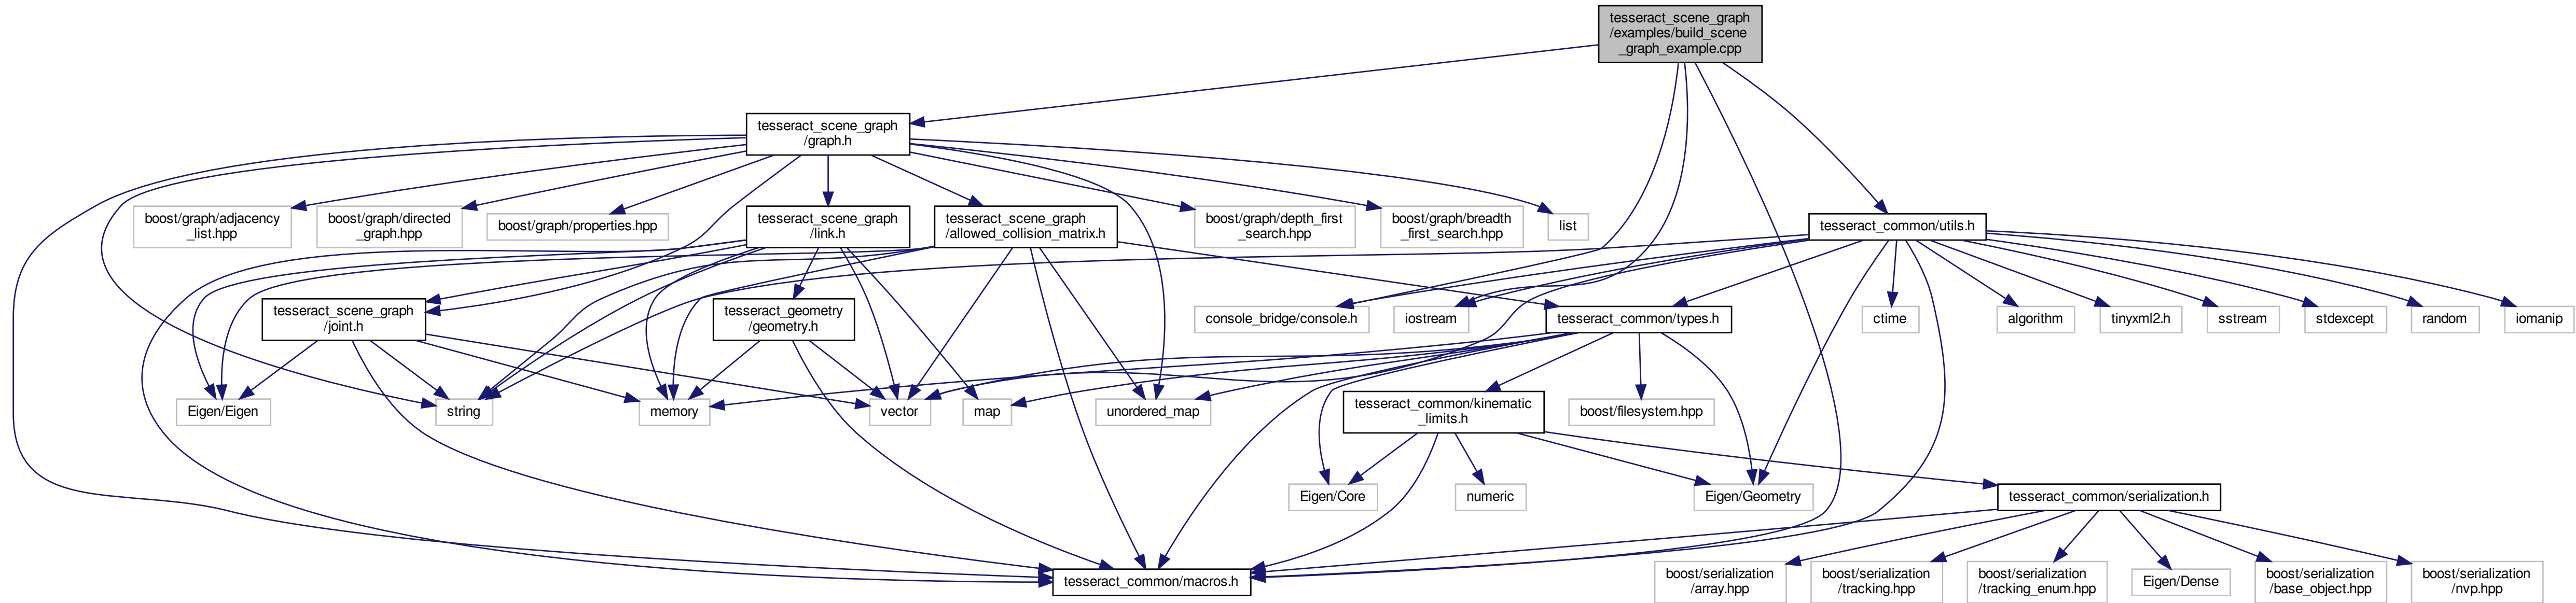 tesseract_scene_graph
/examples/build_scene
_graph_example.cpp
tesseract_scene_graph
/graph.h
boost/graph/adjacency
_list.hpp
boost/graph/directed
_graph.hpp
boost/graph/properties.hpp
tesseract_scene_graph
/link.h
tesseract_scene_graph
/allowed_collision_matrix.h
boost/graph/depth_first
_search.hpp
boost/graph/breadth
_first_search.hpp
list
tesseract_common/utils.h
tesseract_scene_graph
/joint.h
tesseract_geometry
/geometry.h
console_bridge/console.h
iostream
tesseract_common/types.h
ctime
algorithm
tinyxml2.h
sstream
stdexcept
random
iomanip
Eigen/Eigen
string
memory
vector
map
unordered_map
tesseract_common/kinematic
_limits.h
boost/filesystem.hpp
Eigen/Core
numeric
Eigen/Geometry
tesseract_common/serialization.h
tesseract_common/macros.h
boost/serialization
/array.hpp
boost/serialization
/tracking.hpp
boost/serialization
/tracking_enum.hpp
Eigen/Dense
boost/serialization
/base_object.hpp
boost/serialization
/nvp.hpp